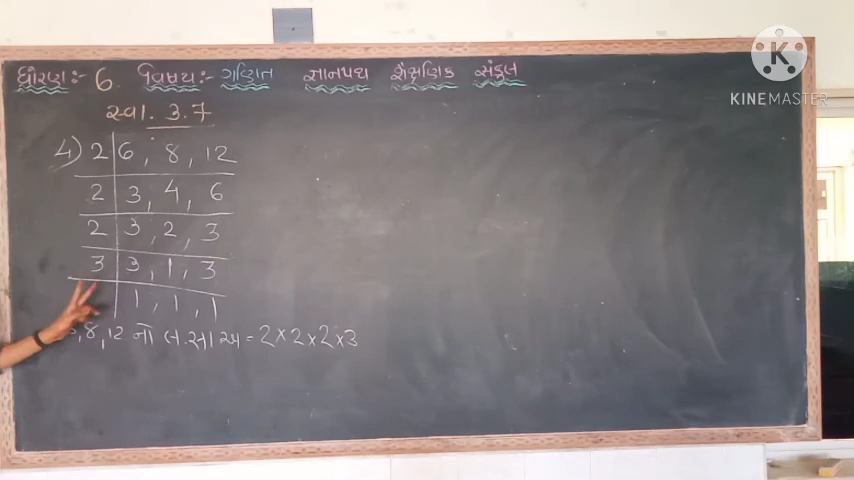 ધોરણ:- 6. વિષય:- ગણિત જ્ઞાનપથ શૈક્ષણિક સંકુલ
સ્વા. 3.7
4) 2 6, 8, 12
2 3, 4, 6
2 3, 2, 3
3 3, 1, 3
1, 1, 1
,8,12 નો લ.સા.અ = 2×2×2×3
KINEMASTER